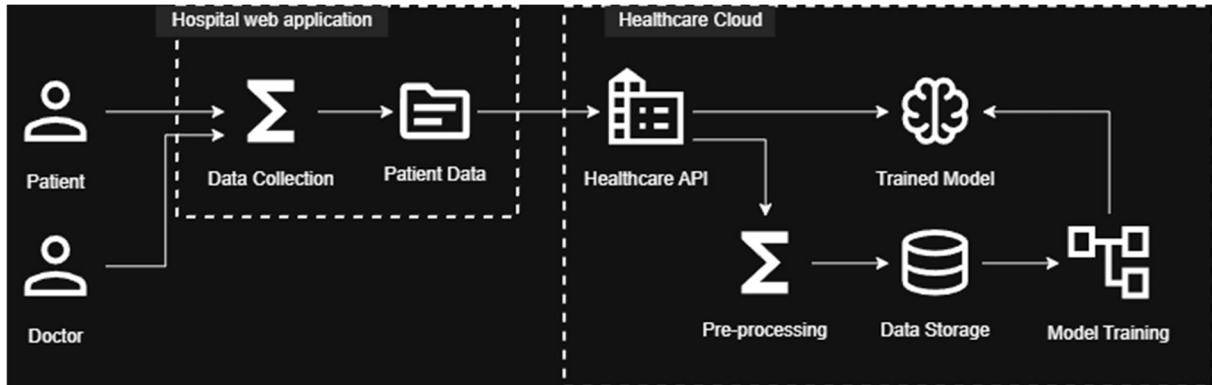 Hospital web application
Healthcare Cloud
Patient
Data Collection
Patient Data
Healthcare API
Trained Model
Doctor
Pre-processing
Data Storage
Model Training